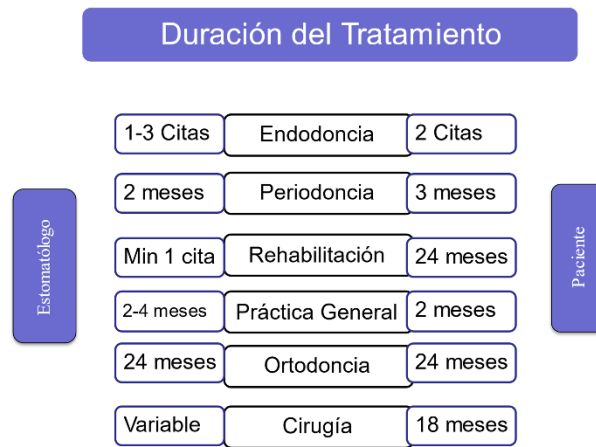 Duración del Tratamiento
1-3 Citas Endodoncia 2 Citas
2 meses Periodoncia 3 meses
Min 1 cita Rehabilitación 24 meses
2-4 meses Práctica General 2 meses
24 meses Ortodoncia 24 meses
Variable Cirugía 18 meses
Estomatólogo
Paciente